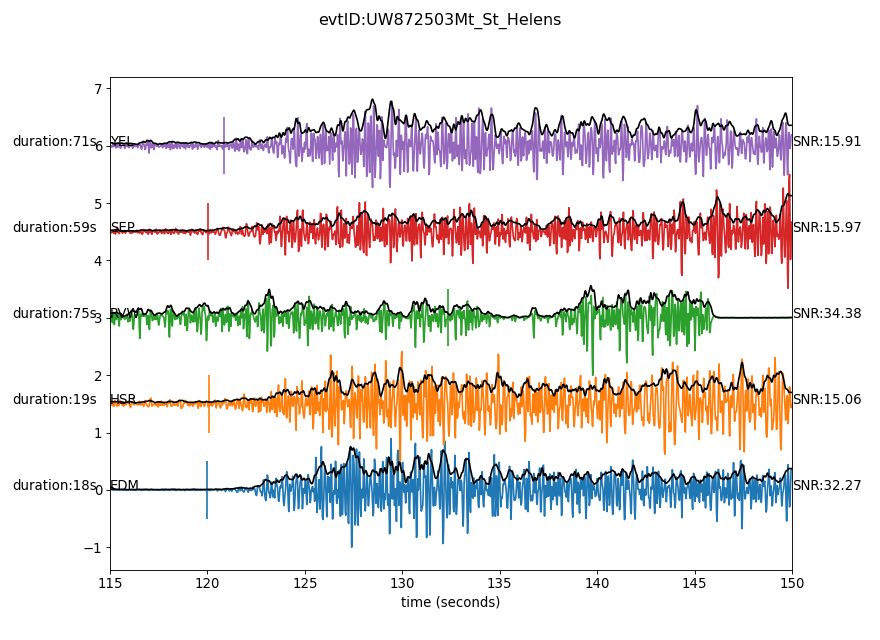 evtID:UW872503Mt_St_Helens
7
duration:71s YEL 6 SNR:15.91
5
duration:59s SEP SNR:15.97
4
duration:75s 3 SNR:34.38
2
duration:19s HSR SNR:15.06
1
duration:18s EDM 0 SNR:32.27
−1
115 120 125 130 135 140 145 150
time (seconds)